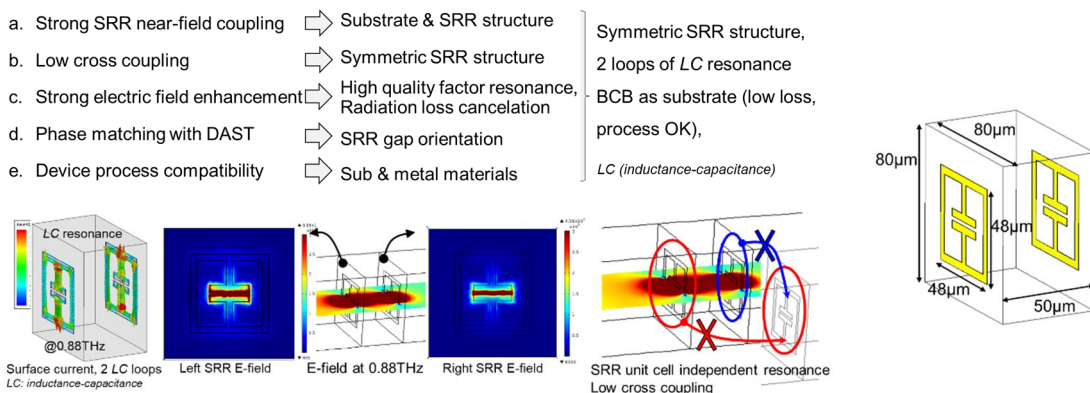 a. Strong SRR near-field coupling
Substrate & SRR structure
b. Low cross coupling
Symmetric SRR structure
c. Strong electric field enhancement
High quality factor resonance,
Radiation loss cancelation
d. Phase matching with DAST
SRR gap orientation
e. Device process compatibility
Sub & metal materials
Symmetric SRR structure,
2 loops of LC resonance
BCB as substrate (low loss,
process OK),
LC (inductance-capacitance)
80μm
80μm
48μm
48μm
50μm
LC resonance
@0.88THz
Surface current, 2 LC loops
LC: inductance-capacitance
Left SRR E-field
E-field at 0.88THz
Right SRR E-field
SRR unit cell independent resonance
Low cross coupling